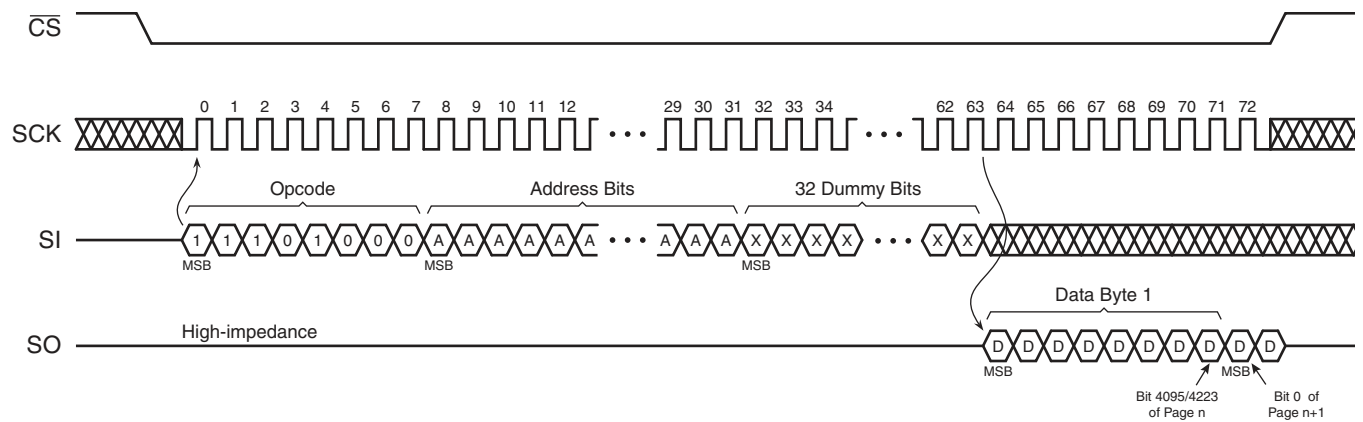 CS
0 1 2 3 4 5 6 7 8 9 10 11 12 29 30 31 32 33 34 62 63 64 65 66 67 68 69 70 71 72
SCK
Opcode Address Bits 32 Dummy Bits
SI 1 1 1 0 1 0 0 0 A A A A A A A A A X X X X X X
MSB MSB MSB
Data Byte 1
High-impedance
SO D D D D D D D D D D
MSB MSB
Bit 4095/4223 Bit 0 of
of Page n Page n+1